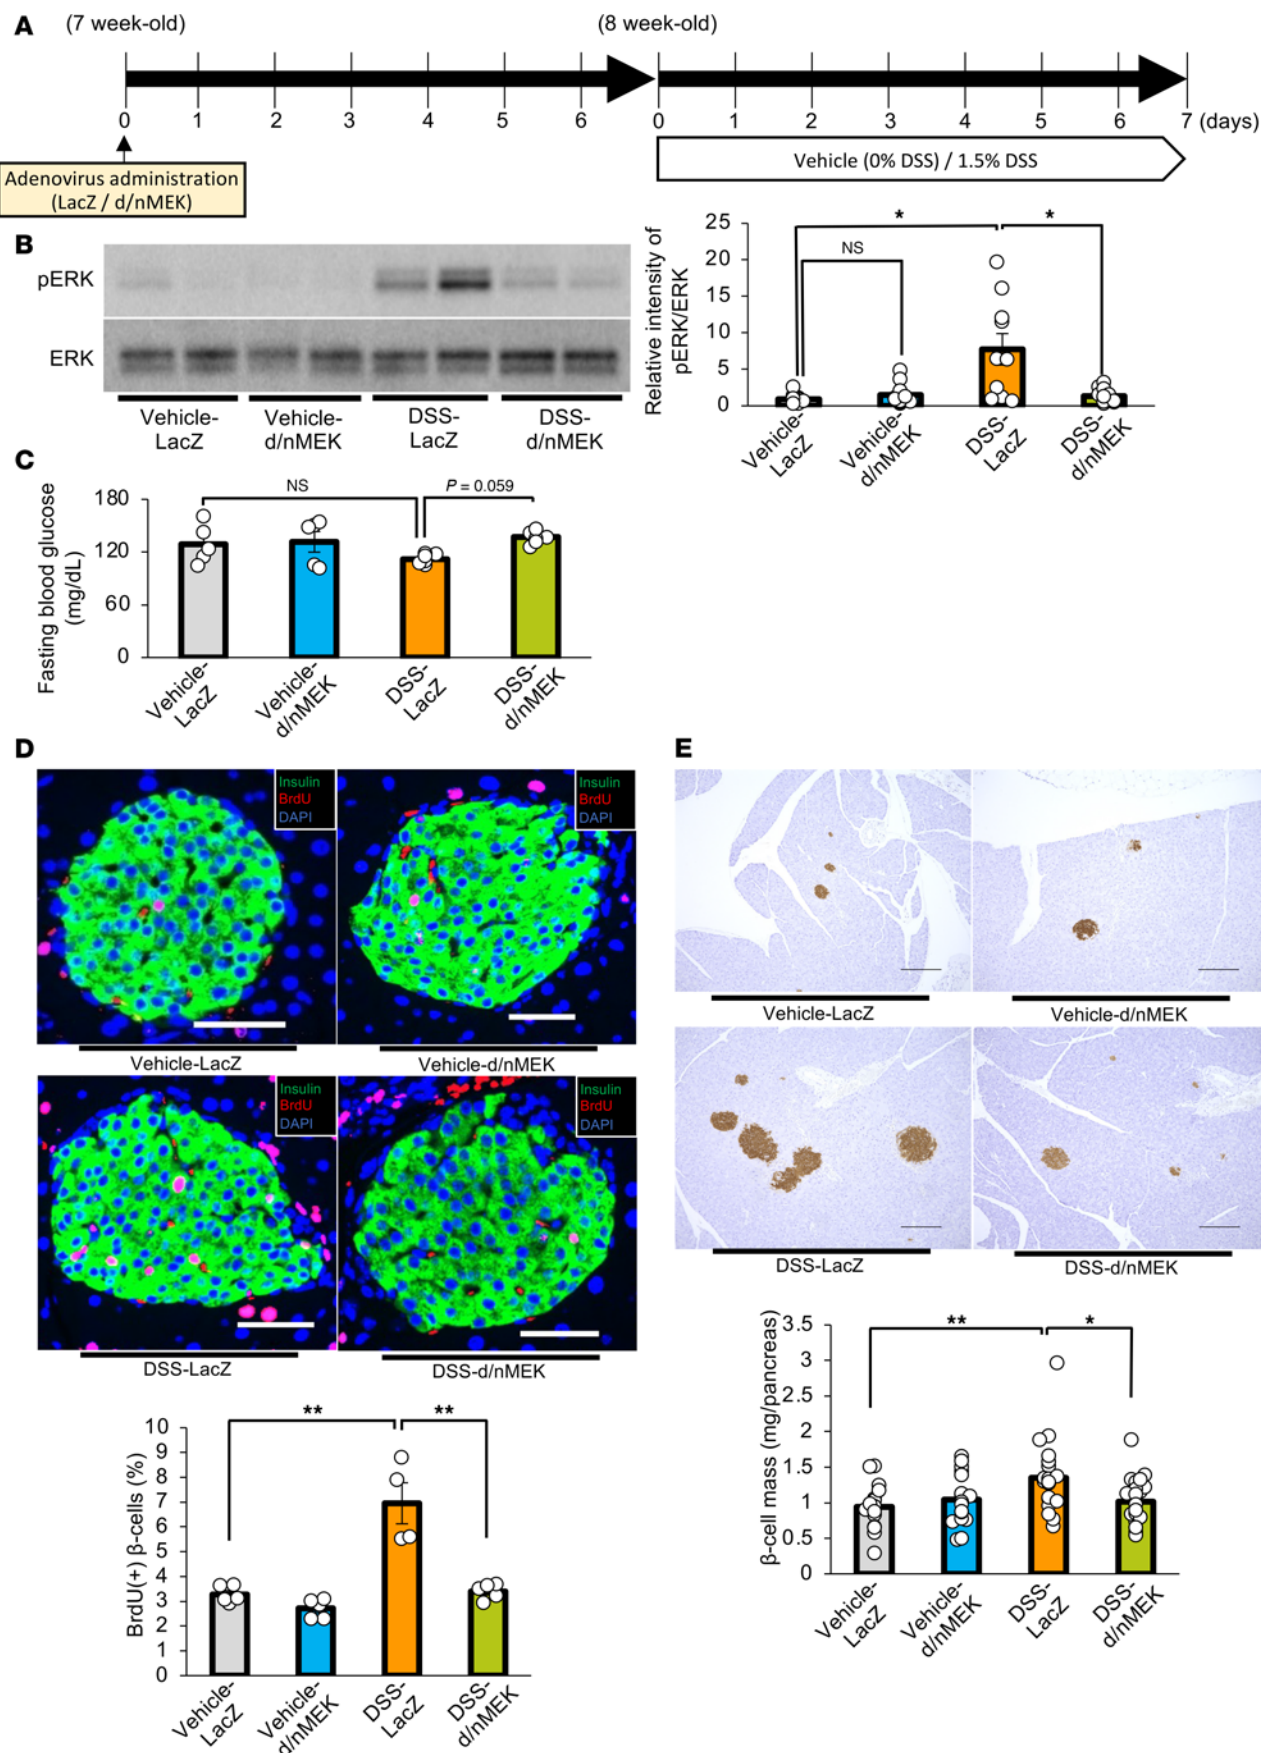 A (7 week-old) (8 week-old)
0 1 2 3 4 5 6 0 1 2 3 4 5 6 7 (days)
Adenovirus administration
(LacZ / d/nMEK)
Vehicle (0% DSS) / 1.5% DSS
B
pERK
ERK
Vehicle-
LacZ
Vehicle-
d/nMEK
DSS-
LacZ
DSS-
d/nMEK
Relative intensity of
pERK/ERK
25
20
15
10
5
0
* *
NS
Vehicle-
LacZ
Vehicle-
d/nMEK
DSS-
LacZ
DSS-
d/nMEK
C
Fasting blood glucose
(mg/dL)
180
120
60
0
NS P = 0.059
Vehicle-
LacZ
Vehicle-
d/nMEK
DSS-
LacZ
DSS-
d/nMEK
D
Insulin
BrdU
DAPI
Insulin
BrdU
DAPI
Vehicle-LacZ Vehicle-d/nMEK
Insulin
BrdU
DAPI
Insulin
BrdU
DAPI
DSS-LacZ DSS-d/nMEK
BrdU(+) β-cells (%)
10
9
8
7
6
5
4
3
2
1
0
** **
Vehicle-
LacZ
Vehicle-
d/nMEK
DSS-
LacZ
DSS-
d/nMEK
E
Vehicle-LacZ Vehicle-d/nMEK
DSS-LacZ DSS-d/nMEK
β-cell mass (mg/pancreas)
3.5
3
2.5
2
1.5
1
0.5
0
** *
Vehicle-
LacZ
Vehicle-
d/nMEK
DSS-
LacZ
DSS-
d/nMEK